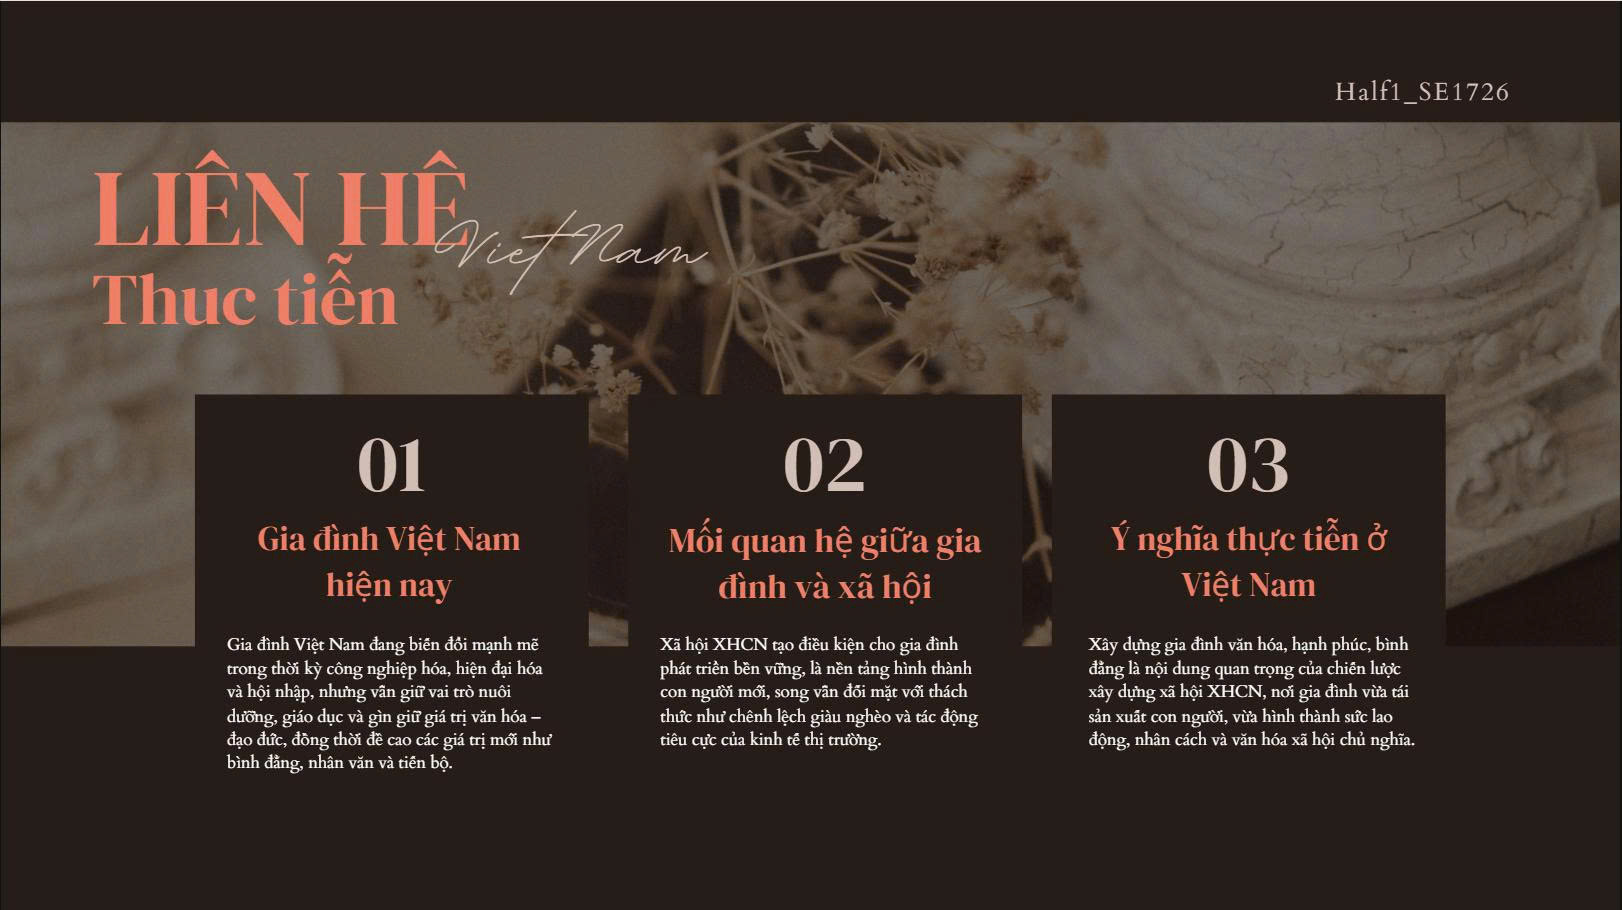 Half1_SE1726
LIÊN HÊ
Viet Nam
Thuc tiễn
01
Gia đình Việt Nam
hiện nay
Gia đình Việt Nam đang biến đổi mạnh mẽ
trong thời kỳ công nghiệp hóa, hiện đại hóa
và hội nhập, nhưng vẫn giữ vai trò nuôi
dưỡng, giáo dục và gìn giữ giá trị văn hóa –
đạo đức, đồng thời đề cao các giá trị mới như
bình đẳng, nhân văn và tiến bộ.
02
Mối quan hệ giữa gia
đình và xã hội
Xã hội XHCN tạo điều kiện cho gia đình
phát triển bền vững, là nền tảng hình thành
con người mới, song vẫn đối mặt với thách
thức như chênh lệch giàu nghèo và tác động
tiêu cực của kinh tế thị trường.
03
Ý nghĩa thực tiễn ở
Việt Nam
Xây dựng gia đình văn hóa, hạnh phúc, bình
đẳng là nội dung quan trọng của chiến lược
xây dựng xã hội XHCN, nơi gia đình vừa tái
sản xuất con người, vừa hình thành sức lao
động, nhân cách và văn hóa xã hội chủ nghĩa.